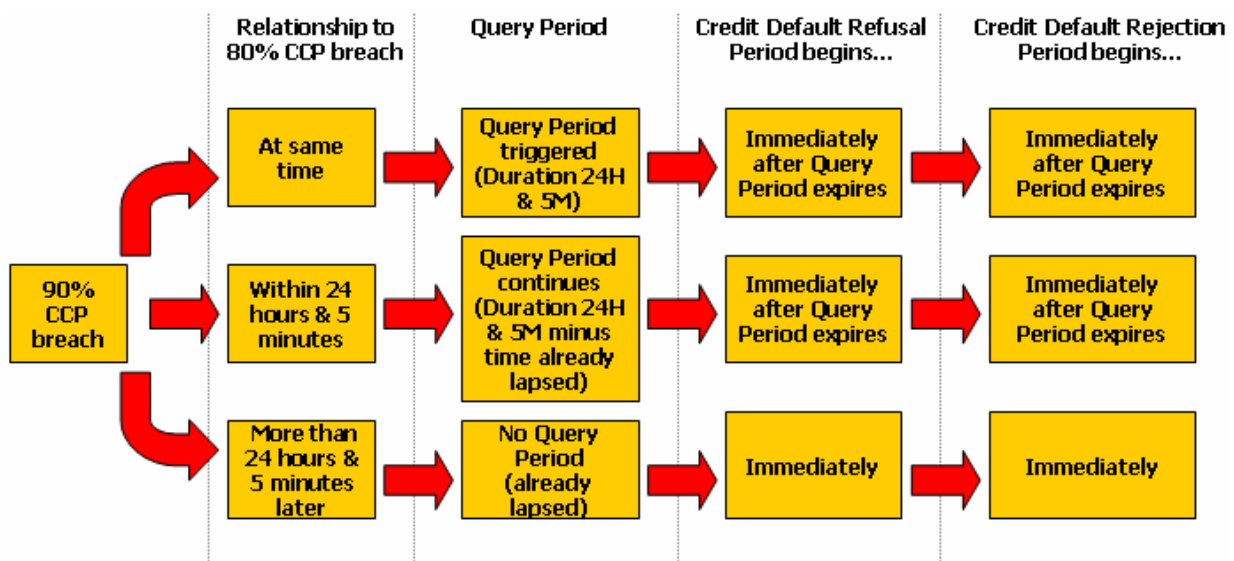 Relationship to
80% CCP breach
Query Period
Credit Default Refusal
Period begins...
Credit Default Rejection
Period begins...
At same
time
Query Period
triggered
(Duration 24H
& 5M)
Immediately
after Query
Period expires
Immediately
after Query
Period expires
90%
CCP
breach
Within 24
hours & 5
minutes
Query Period
continues
(Duration 24H
& 5M minus
time already
lapsed)
Immediately
after Query
Period expires
Immediately
after Query
Period expires
More than
24 hours &
5 minutes
later
No Query
Period
(already
lapsed)
Immediately
Immediately